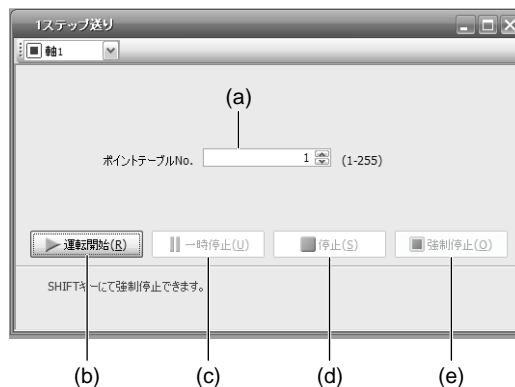 1ステップ送り
軸1
(a)
ポイントテーブルNo. 1 (1-255)
運転開始(R) 一時停止(U) 停止(S) 強制停止(O)
SHIFTキーにて強制停止できます。
(b) (c) (d) (e)